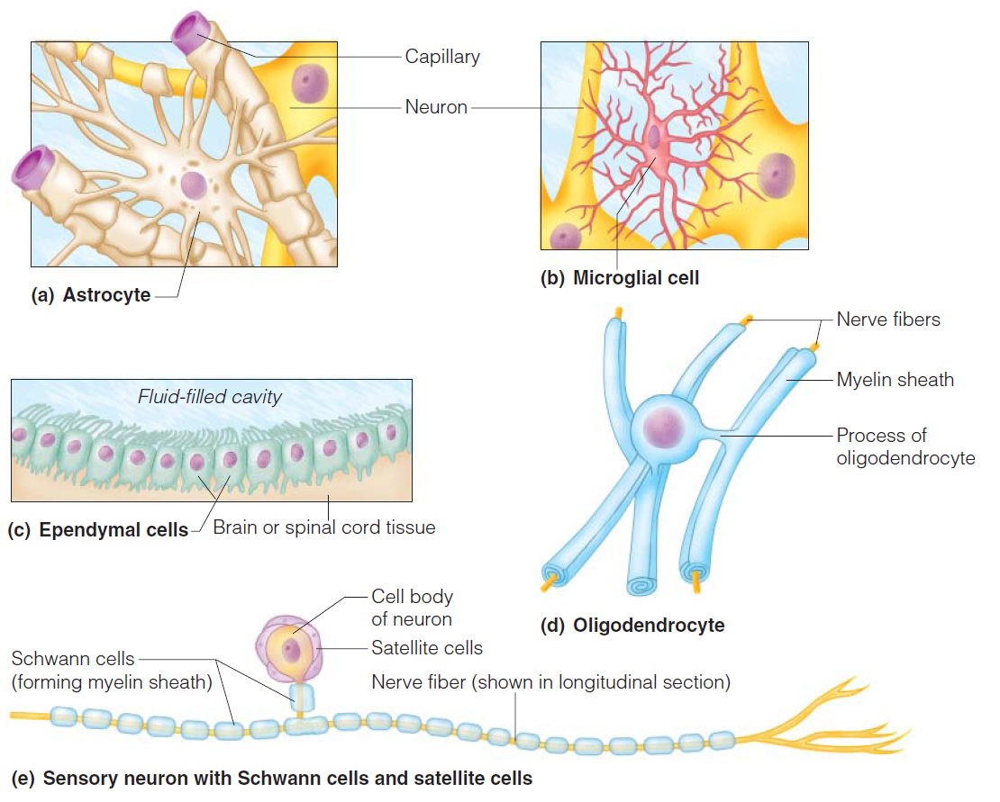 Capillary
Neuron
(a) Astrocyte
(b) Microglial cell
Fluid-filled cavity
(c) Ependymal cells
Brain or spinal cord tissue
Nerve fibers
Myelin sheath
Process of
oligodendrocyte
(d) Oligodendrocyte
Cell body
of neuron
Satellite cells
Schwann cells
(forming myelin sheath)
Nerve fiber (shown in longitudinal section)
(e) Sensory neuron with Schwann cells and satellite cells